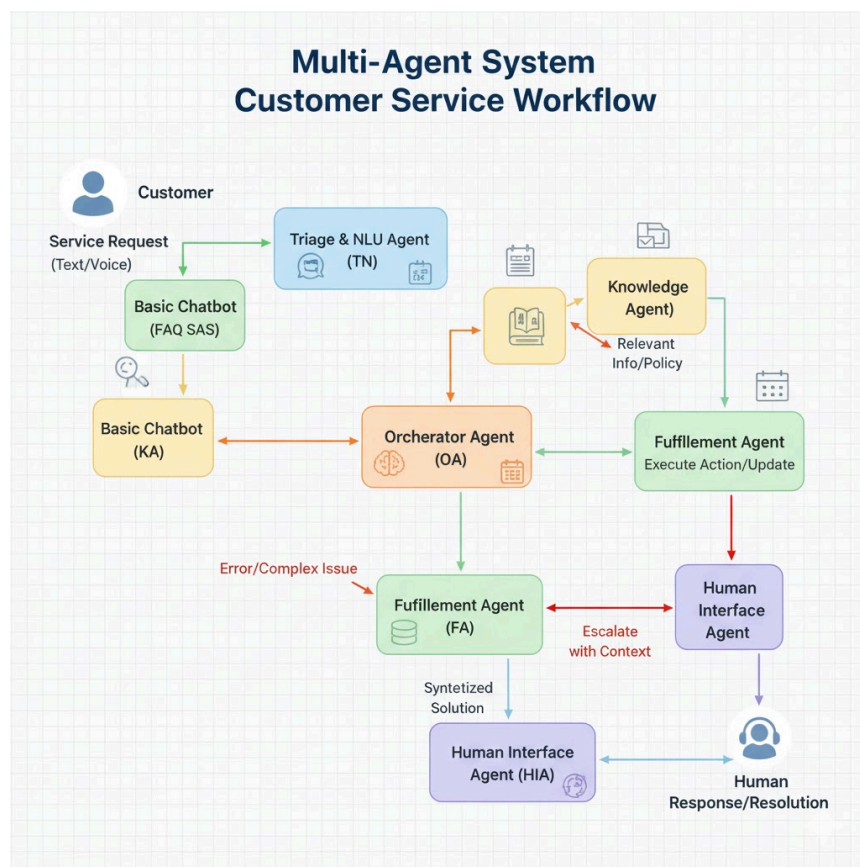 Multi-Agent System
Customer Service Workflow
Customer
Service Request
(Text/Voice)
Triage & NLU Agent
(TN)
Basic Chatbot
(FAQ SAS)
Knowledge
Agent)
Relevant
Info/Policy
Basic Chatbot
(KA)
Orcherator Agent
(OA)
Fuffllement Agent
Execute Action/Update
Error/Complex Issue
Fufillement Agent
(FA)
Escalate
with Context
Human
Interface
Agent
Syntetized
Solution
Human Interface
Agent (HIA)
Human
Response/Resolution